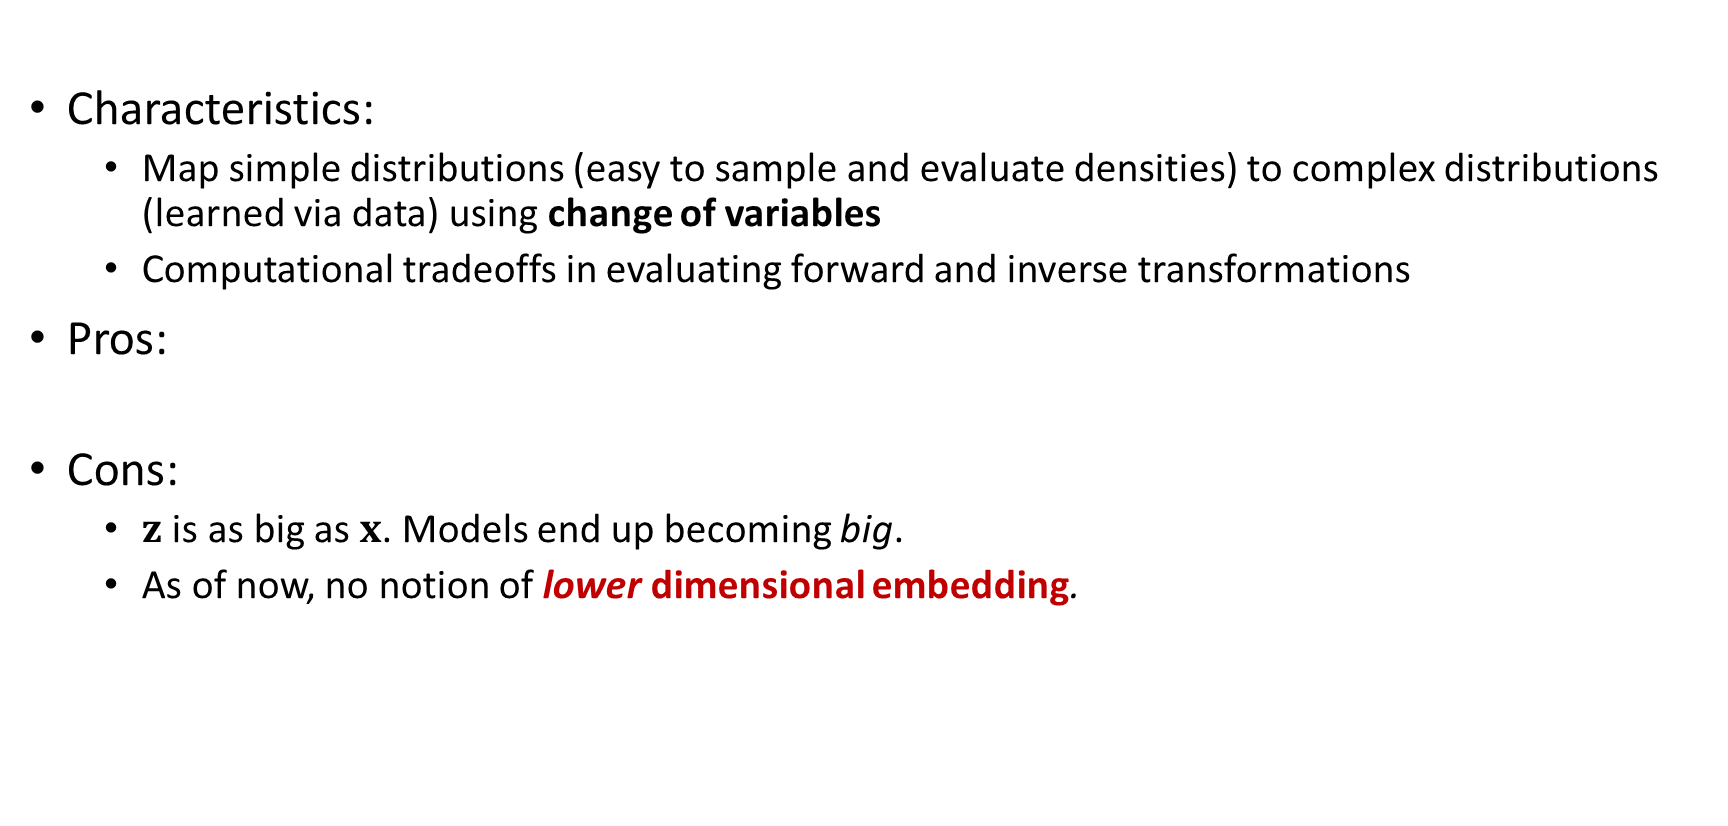 • Characteristics:
• Map simple distributions (easy to sample and evaluate densities) to complex distributions
(learned via data) using change of variables
• Computational tradeoffs in evaluating forward and inverse transformations
• Pros:
• Cons:
• z is as big as x. Models end up becoming big.
• As of now, no notion of lower dimensional embedding.